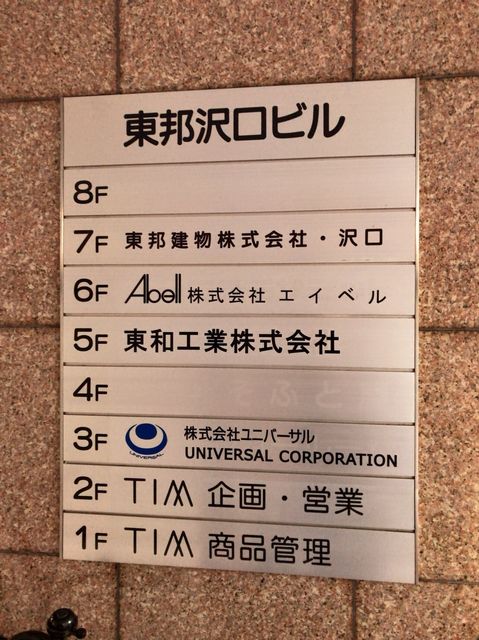 東邦沢口ビル
8F
7F 東邦建物株式会社・沢口
6F Abell 株式会社 エイベル
5F 東和工業株式会社
4F
3F UNIVERSAL 株式会社ユニバーサル
UNIVERSAL CORPORATION
2F TIM 企画・営業
1F TIM 商品管理